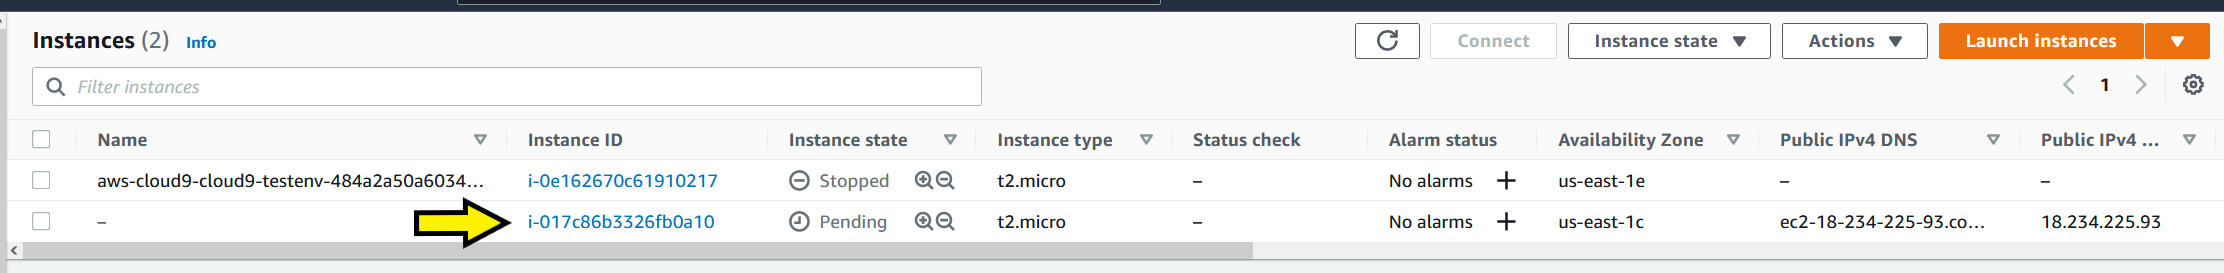 Instances (2) Info Connect Instance state Actions Launch instances
Filter instances 1
Name Instance ID Instance state Instance type Status check Alarm status Availability Zone Public IPv4 DNS Public IPv4 ...
aws-cloud9-cloud9-testenv-484a2a50a6034... i-0e162670c61910217 Stopped t2.micro – No alarms + us-east-1e – –
– i-017c86b3326fb0a10 Pending t2.micro – No alarms + us-east-1c ec2-18-234-225-93.co... 18.234.225.93